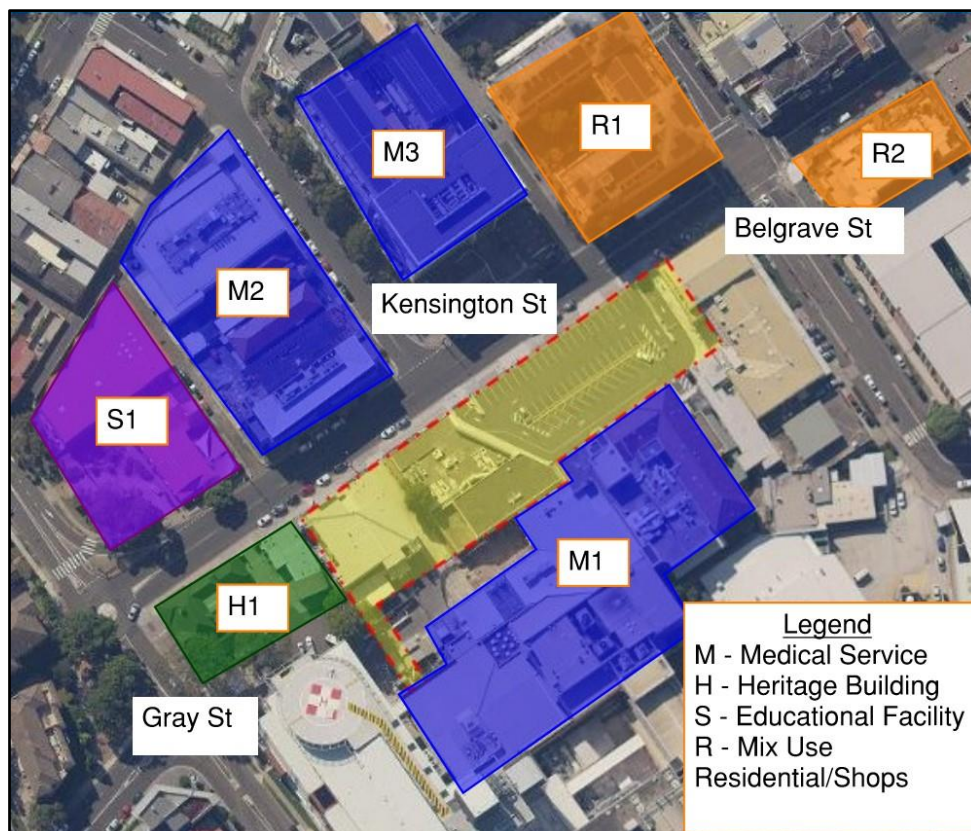 R1
M3
R2
Belgrave St
M2
Kensington St
S1
M1
H1
Gray St
H
Legend
M - Medical Service
H - Heritage Building
S - Educational Facility
R - Mix Use
Residential/Shops